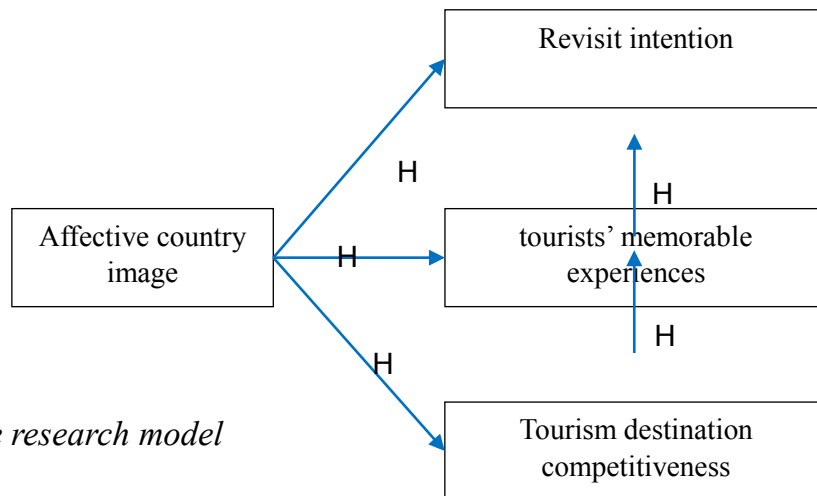 Revisit intention
H
H
Affective country
image
H
tourists’ memorable
experiences
H
H
research model
Tourism destination
competitiveness